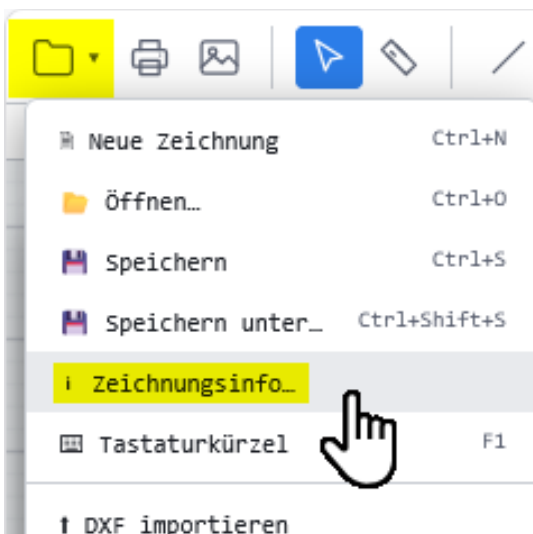 Neue Zeichnung Ctrl+N
Öffnen… Ctrl+O
Speichern Ctrl+S
Speichern unter… Ctrl+Shift+S
i Zeichnungsinfo…
Tastaturkürzel F1
↑ DXF importieren